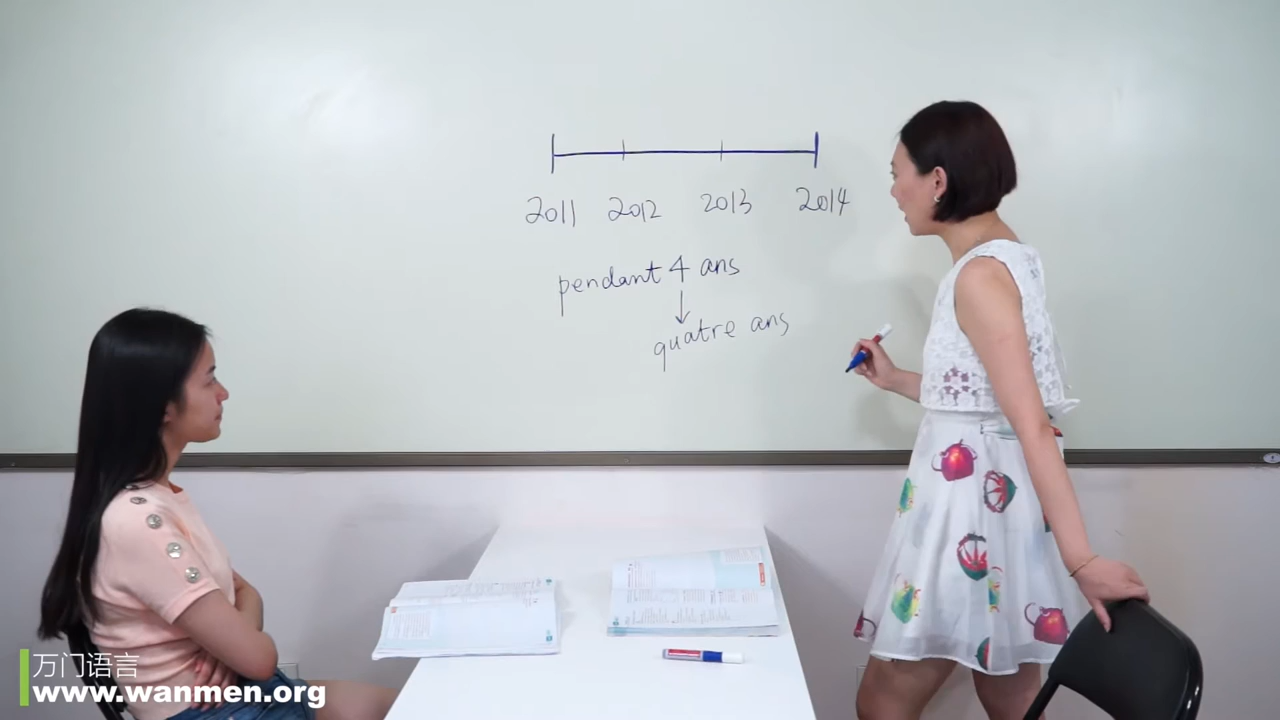 2011 2012 2013 2014
pendant 4 ans
quatre ans
万门语言
www.wanmen.org